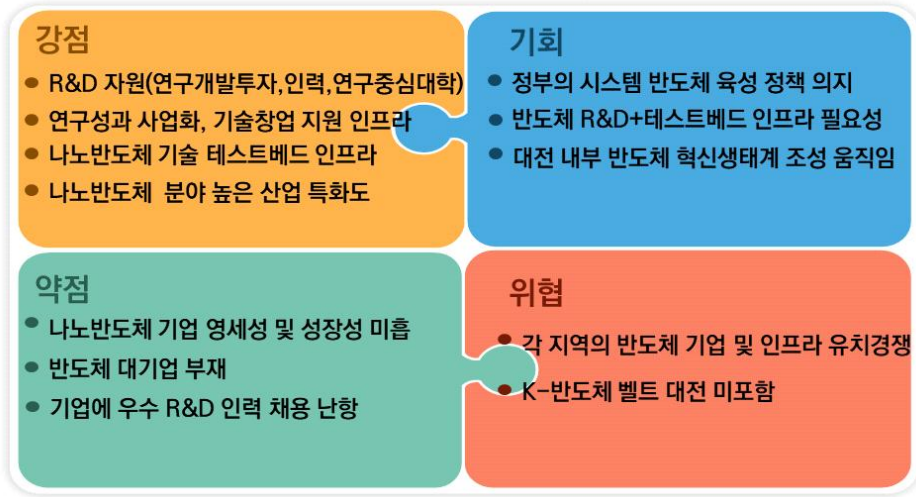 강점
• R&D 자원(연구개발투자,인력,연구중심대학)
• 연구성과 사업화, 기술창업 지원 인프라
• 나노반도체 기술 테스트베드 인프라
• 나노반도체 분야 높은 산업 특화도
기회
• 정부의 시스템 반도체 육성 정책 의지
• 반도체 R&D+테스트베드 인프라 필요성
• 대전 내부 반도체 혁신생태계 조성 움직임
약점
• 나노반도체 기업 영세성 및 성장성 미흡
• 반도체 대기업 부재
• 기업에 우수 R&D 인력 채용 난항
위협
• 각 지역의 반도체 기업 및 인프라 유치경쟁
• K-반도체 벨트 대전 미포함